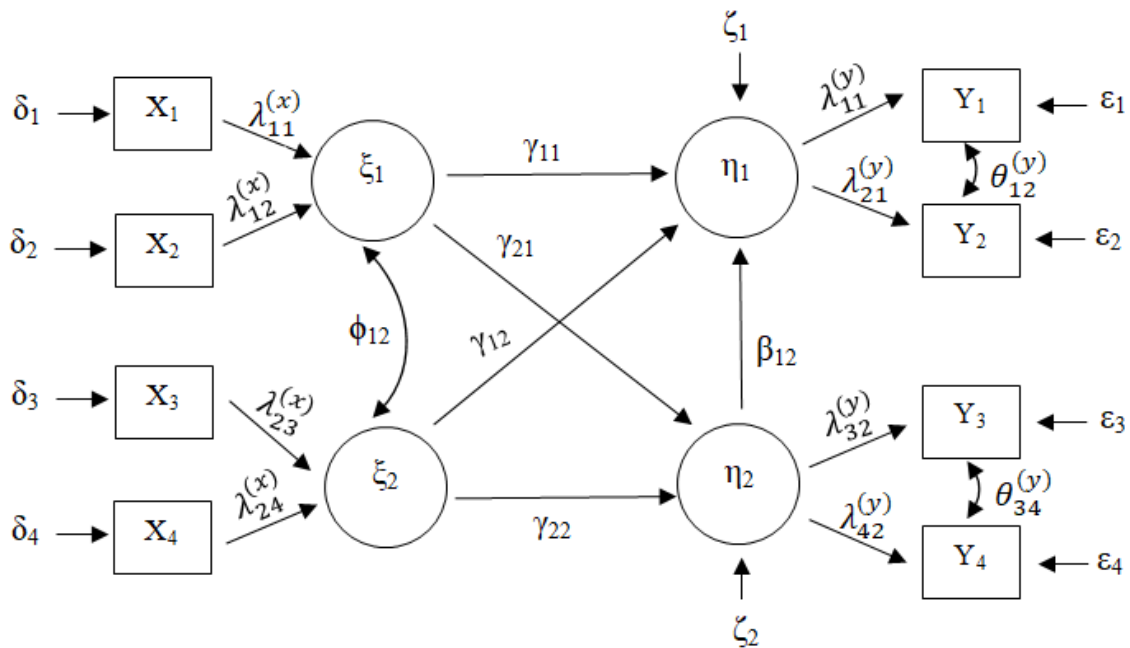 ζ₁
δ₁ X₁ λ₁₁⁽ˣ⁾ ξ₁ γ₁₁ η₁ λ₁₁⁽ʸ⁾ Y₁ ε₁
θ₁₂⁽ʸ⁾
δ₂ X₂ λ₁₂⁽ˣ⁾ γ₂₁ λ₂₁⁽ʸ⁾ Y₂ ε₂
ϕ₁₂ γ₁₂ β₁₂
δ₃ X₃ λ₂₃⁽ˣ⁾ ξ₂ η₂ λ₃₂⁽ʸ⁾ Y₃ ε₃
θ₃₄⁽ʸ⁾
δ₄ X₄ λ₂₄⁽ˣ⁾ γ₂₂ λ₄₂⁽ʸ⁾ Y₄ ε₄
ζ₂